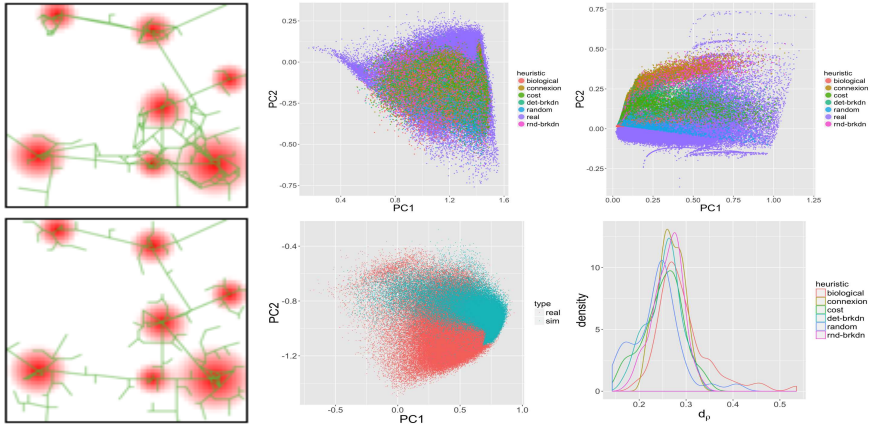 0.25
0.00
-0.25
-0.50
-0.75
PC2
0.4
0.8
1.2
1.6
PC1
heuristic
biological
connexion
cost
det-brkdn
random
real
rnd-brkdn
0.75
0.50
0.25
0.00
-0.25
PC2
0.00
0.25
0.50
0.75
1.00
1.25
PC1
heuristic
biological
connexion
cost
det-brkdn
random
real
rnd-brkdn
-0.4
-0.8
-1.2
PC2
-0.5
0.0
0.5
1.0
PC1
type
real
sim
10
5
0
density
0.2
0.3
0.4
0.5
dρ
heuristic
biological
connexion
cost
det-brkdn
random
rnd-brkdn